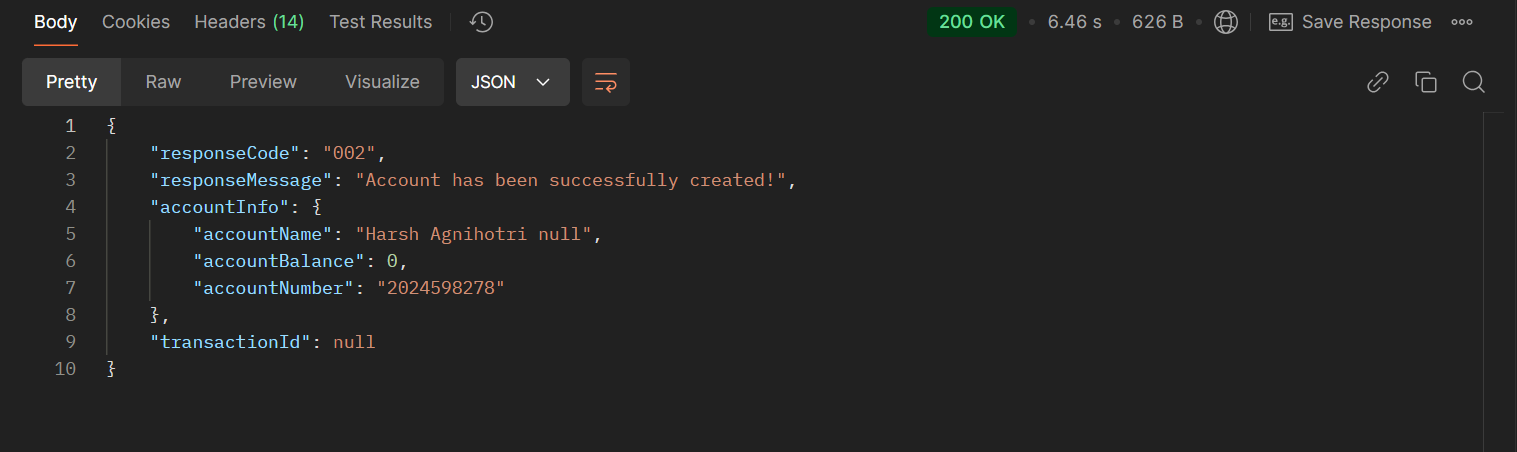 Body Cookies Headers (14) Test Results 200 OK • 6.46 s • 626 B • e.g. Save Response
Pretty Raw Preview Visualize JSON
1 {
2 "responseCode": "002",
3 "responseMessage": "Account has been successfully created!",
4 "accountInfo": {
5 "accountName": "Harsh Agnihotri null",
6 "accountBalance": 0,
7 "accountNumber": "2024598278"
8 },
9 "transactionId": null
10 }